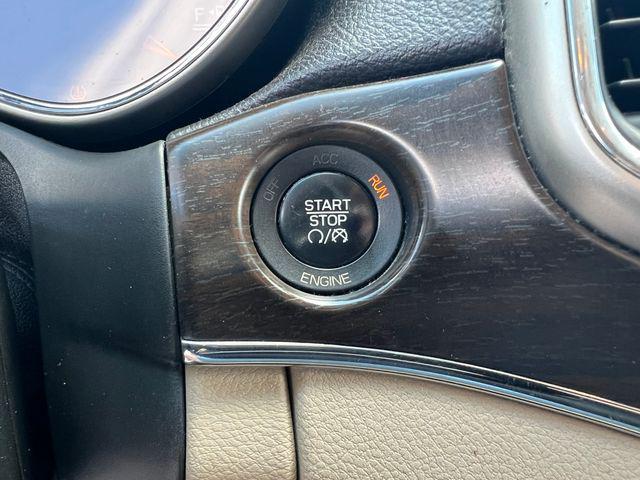 F
OFF
ACC
RUN
START
STOP
ENGINE